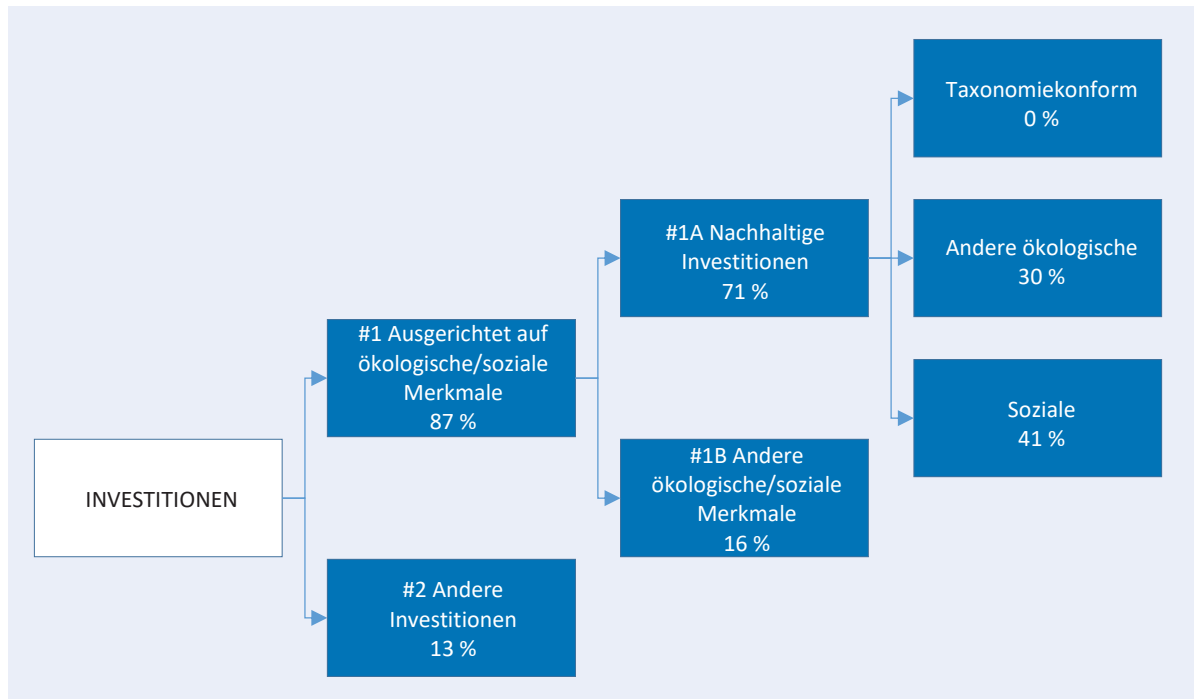 INVESTITIONEN
#1 Ausgerichtet auf
ökologische/soziale
Merkmale
87 %
#2 Andere
Investitionen
13 %
#1A Nachhaltige
Investitionen
71 %
#1B Andere
ökologische/soziale
Merkmale
16 %
Taxonomiekonform
0 %
Andere ökologische
30 %
Soziale
41 %